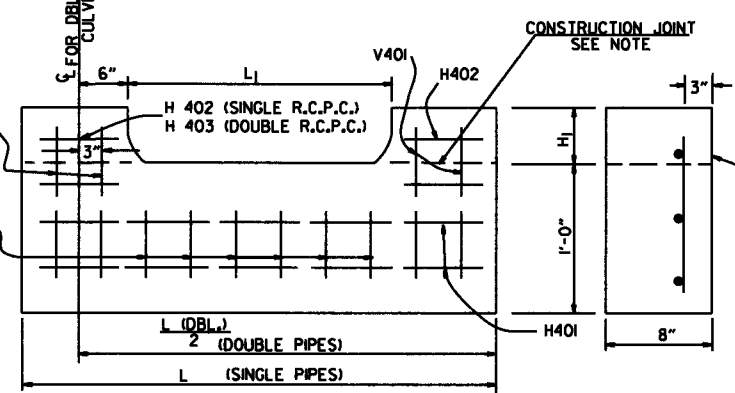 ℄ FOR DBL.
CULV
CONSTRUCTION JOINT
SEE NOTE
V401
H402
6"
L₁
3"
H 402 (SINGLE R.C.P.C.)
H 403 (DOUBLE R.C.P.C.)
3"
H₁
1'-0"
H401
L (DBL.)
2 (DOUBLE PIPES)
8"
L (SINGLE PIPES)